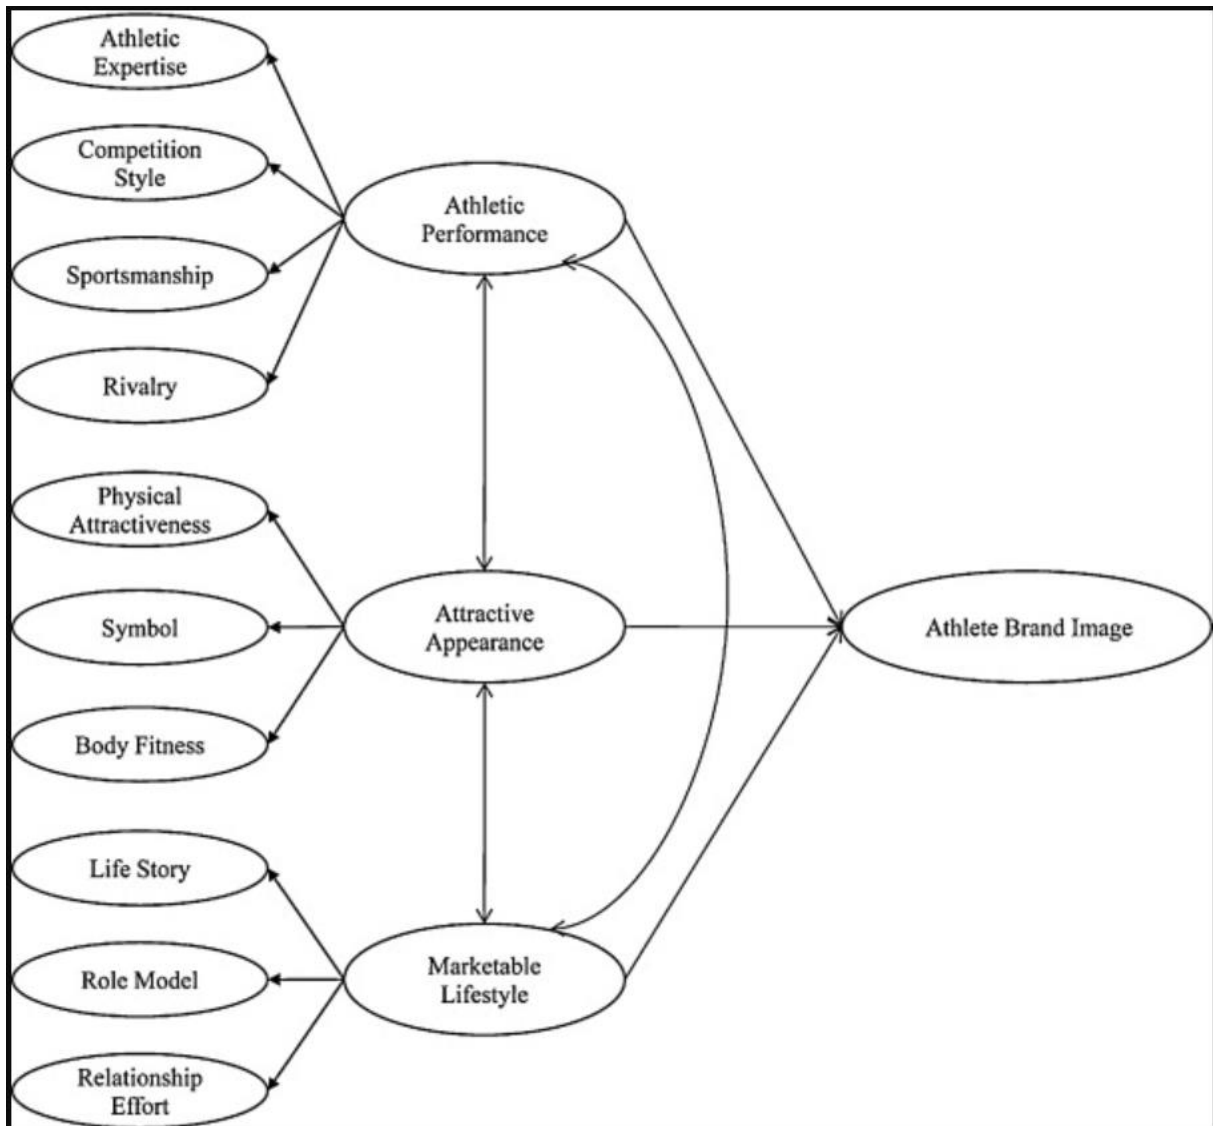 Athletic
Expertise
Competition
Style
Sportsmanship
Rivalry
Physical
Attractiveness
Symbol
Body Fitness
Life Story
Role Model
Relationship
Effort
Athletic
Performance
Attractive
Appearance
Marketable
Lifestyle
Athlete Brand Image